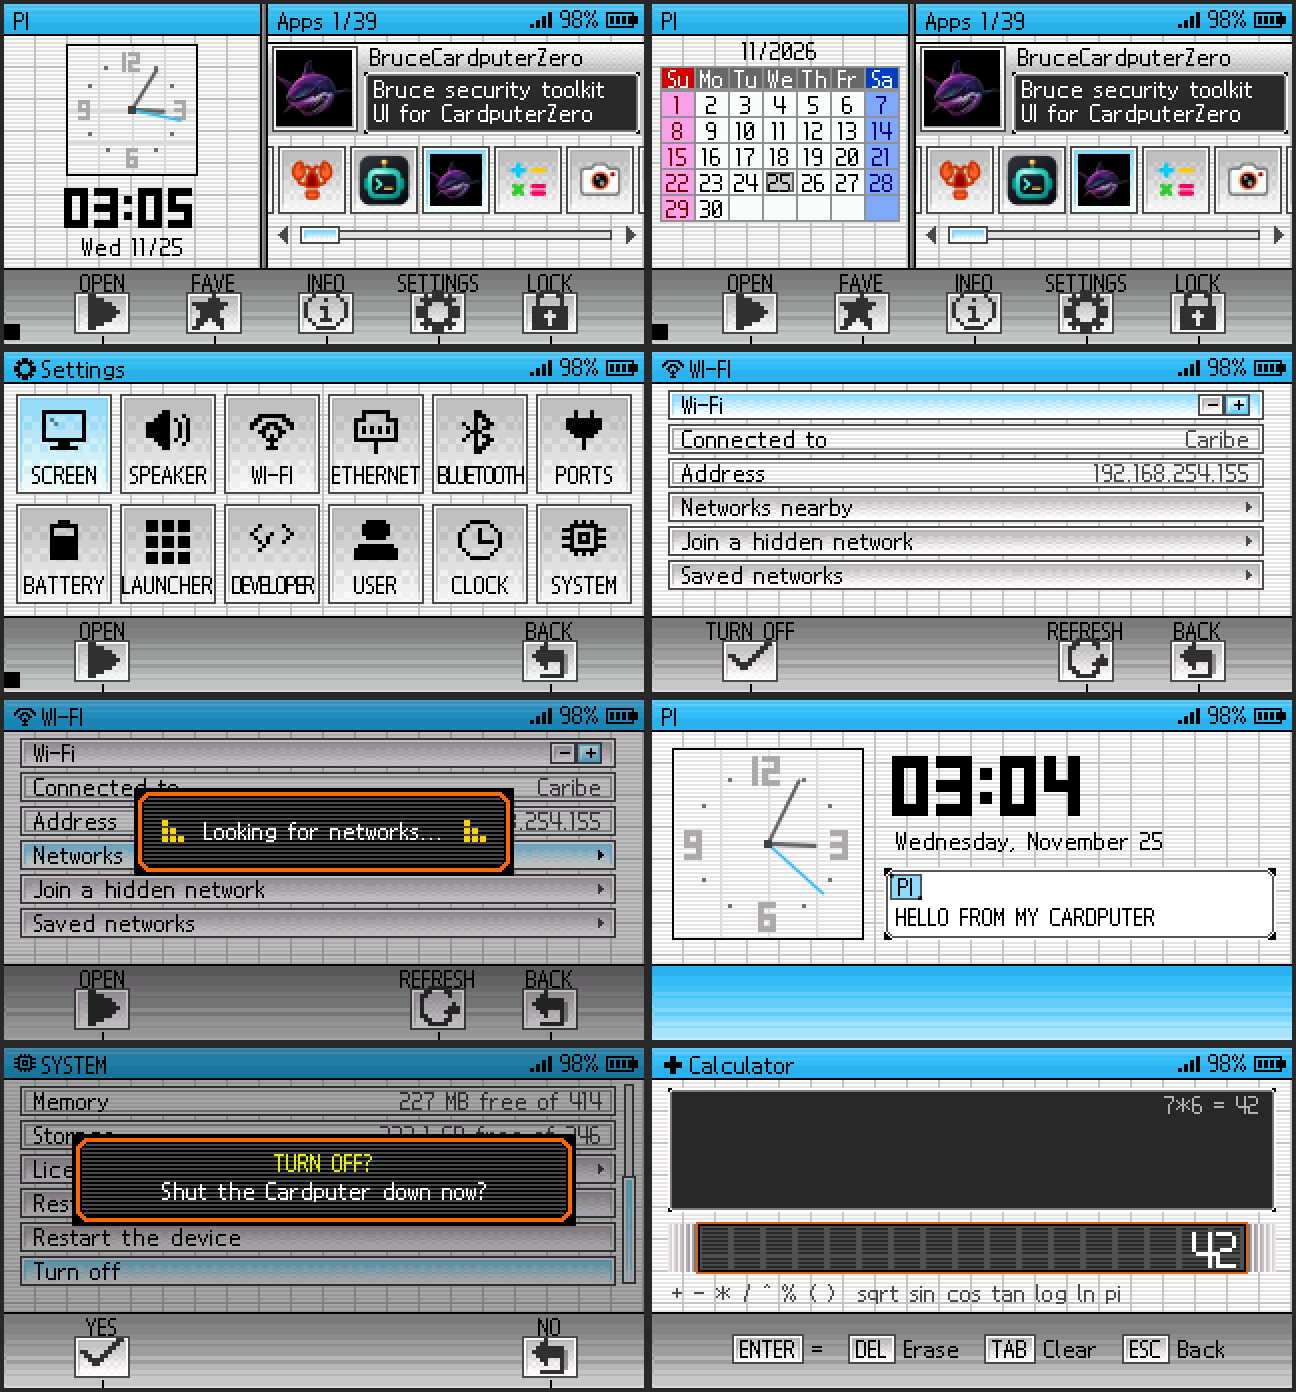 PI
98%
Apps 1/39
12
3
6
9
BruceCardputerZero
Bruce security toolkit
UI for CardputerZero
03:05
Wed 11/25
OPEN
FAVE
INFO
SETTINGS
LOCK
PI
Apps 1/39
98%
11/2026
Su Mo Tu We Th Fr Sa
1 2 3 4 5 6 7
8 9 10 11 12 13 14
15 16 17 18 19 20 21
22 23 24 25 26 27 28
29 30
BruceCardputerZero
Bruce security toolkit
UI for CardputerZero
OPEN
FAVE
INFO
SETTINGS
LOCK
Settings
98%
SCREEN
SPEAKER
WI-FI
ETHERNET
BLUETOOTH
PORTS
BATTERY
LAUNCHER
DEVELOPER
USER
CLOCK
SYSTEM
OPEN
BACK
WI-FI
98%
Wi-Fi
- +
Connected to
Caribe
Address
192.168.254.155
Networks nearby
Join a hidden network
Saved networks
TURN OFF
REFRESH
BACK
WI-FI
98%
Wi-Fi
- +
Connected to
Caribe
Address
.254.155
Looking for networks...
Networks
Join a hidden network
Saved networks
OPEN
REFRESH
BACK
PI
98%
12
3
6
9
03:04
Wednesday, November 25
PI
HELLO FROM MY CARDPUTER
SYSTEM
98%
Memory
227 MB free of 414
TURN OFF?
Shut the Cardputer down now?
Restart the device
Turn off
YES
NO
Calculator
98%
7*6 = 42
42
+ - * / ^ % ( ) sqrt sin cos tan log ln pi
ENTER =
DEL Erase
TAB Clear
ESC Back